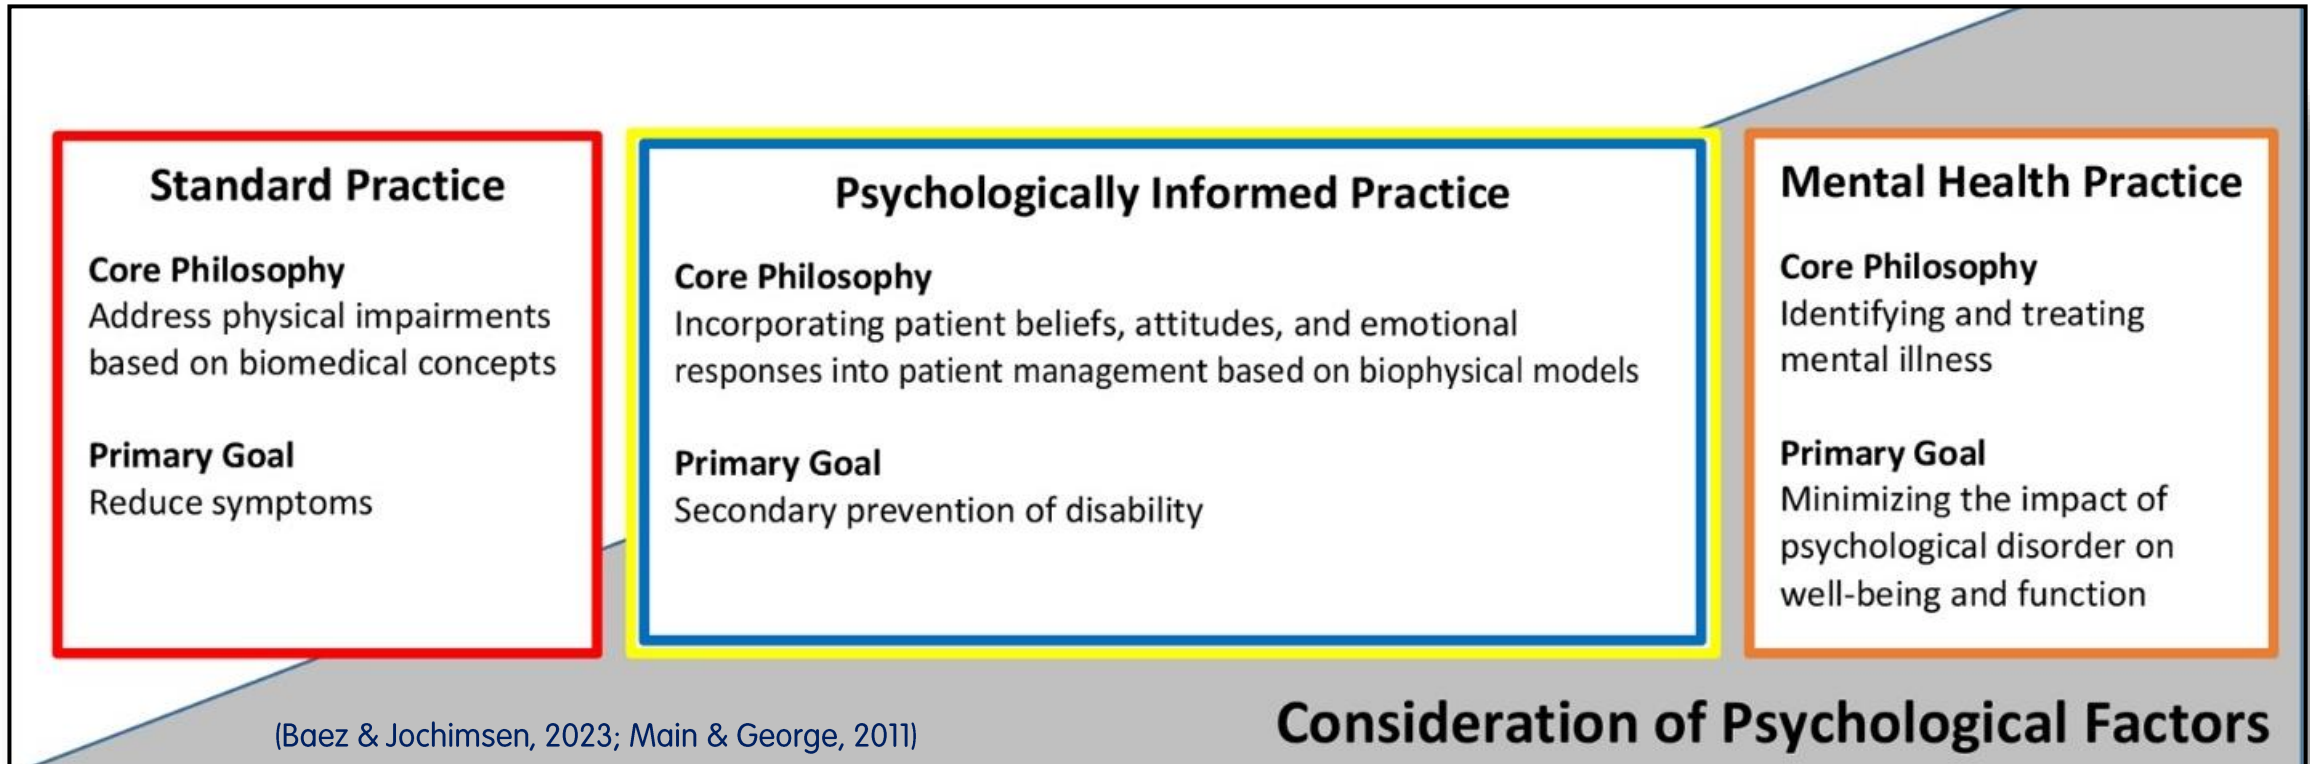 Standard Practice
Core Philosophy
Address physical impairments
based on biomedical concepts
Primary Goal
Reduce symptoms
Psychologically Informed Practice
Core Philosophy
Incorporating patient beliefs, attitudes, and emotional
responses into patient management based on biophysical models
Primary Goal
Secondary prevention of disability
Mental Health Practice
Core Philosophy
Identifying and treating
mental illness
Primary Goal
Minimizing the impact of
psychological disorder on
well-being and function
(Baez & Jochimsen, 2023; Main & George, 2011)
Consideration of Psychological Factors